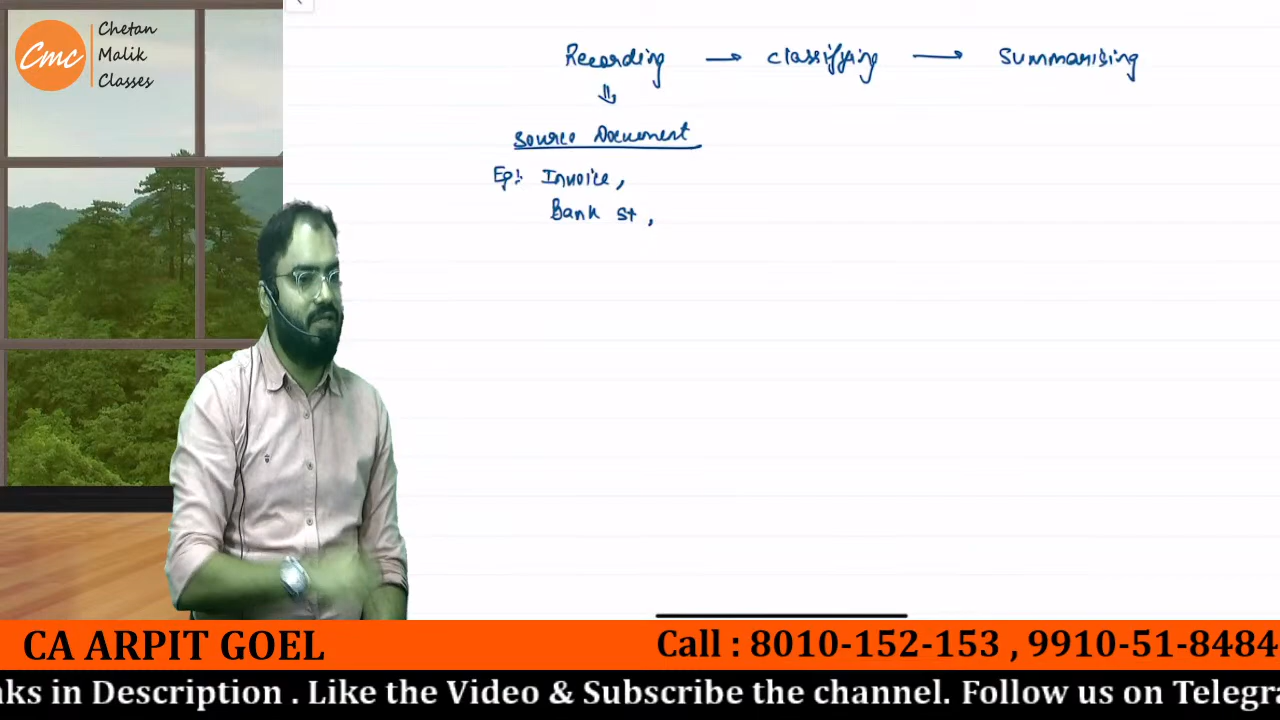 cmc
Chetan
Malik
Classes
Recording → classifying → Summarising
⇓
Source Document
Eg: Invoice,
Bank st,
CA ARPIT GOEL
Call : 8010-152-153 , 9910-51-8484
nks in Description . Like the Video & Subscribe the channel. Follow us on Telegra